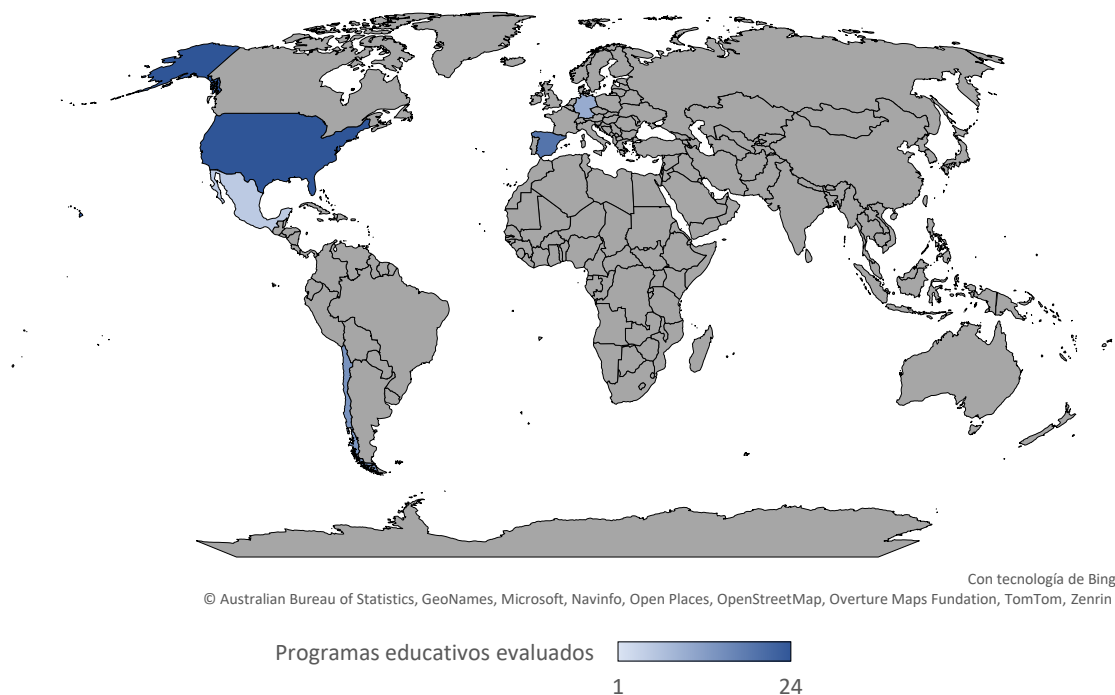 Con tecnología de Bing
© Australian Bureau of Statistics, GeoNames, Microsoft, Navinfo, Open Places, OpenStreetMap, Overture Maps Fundation, TomTom, Zenrin
Programas educativos evaluados
1 24